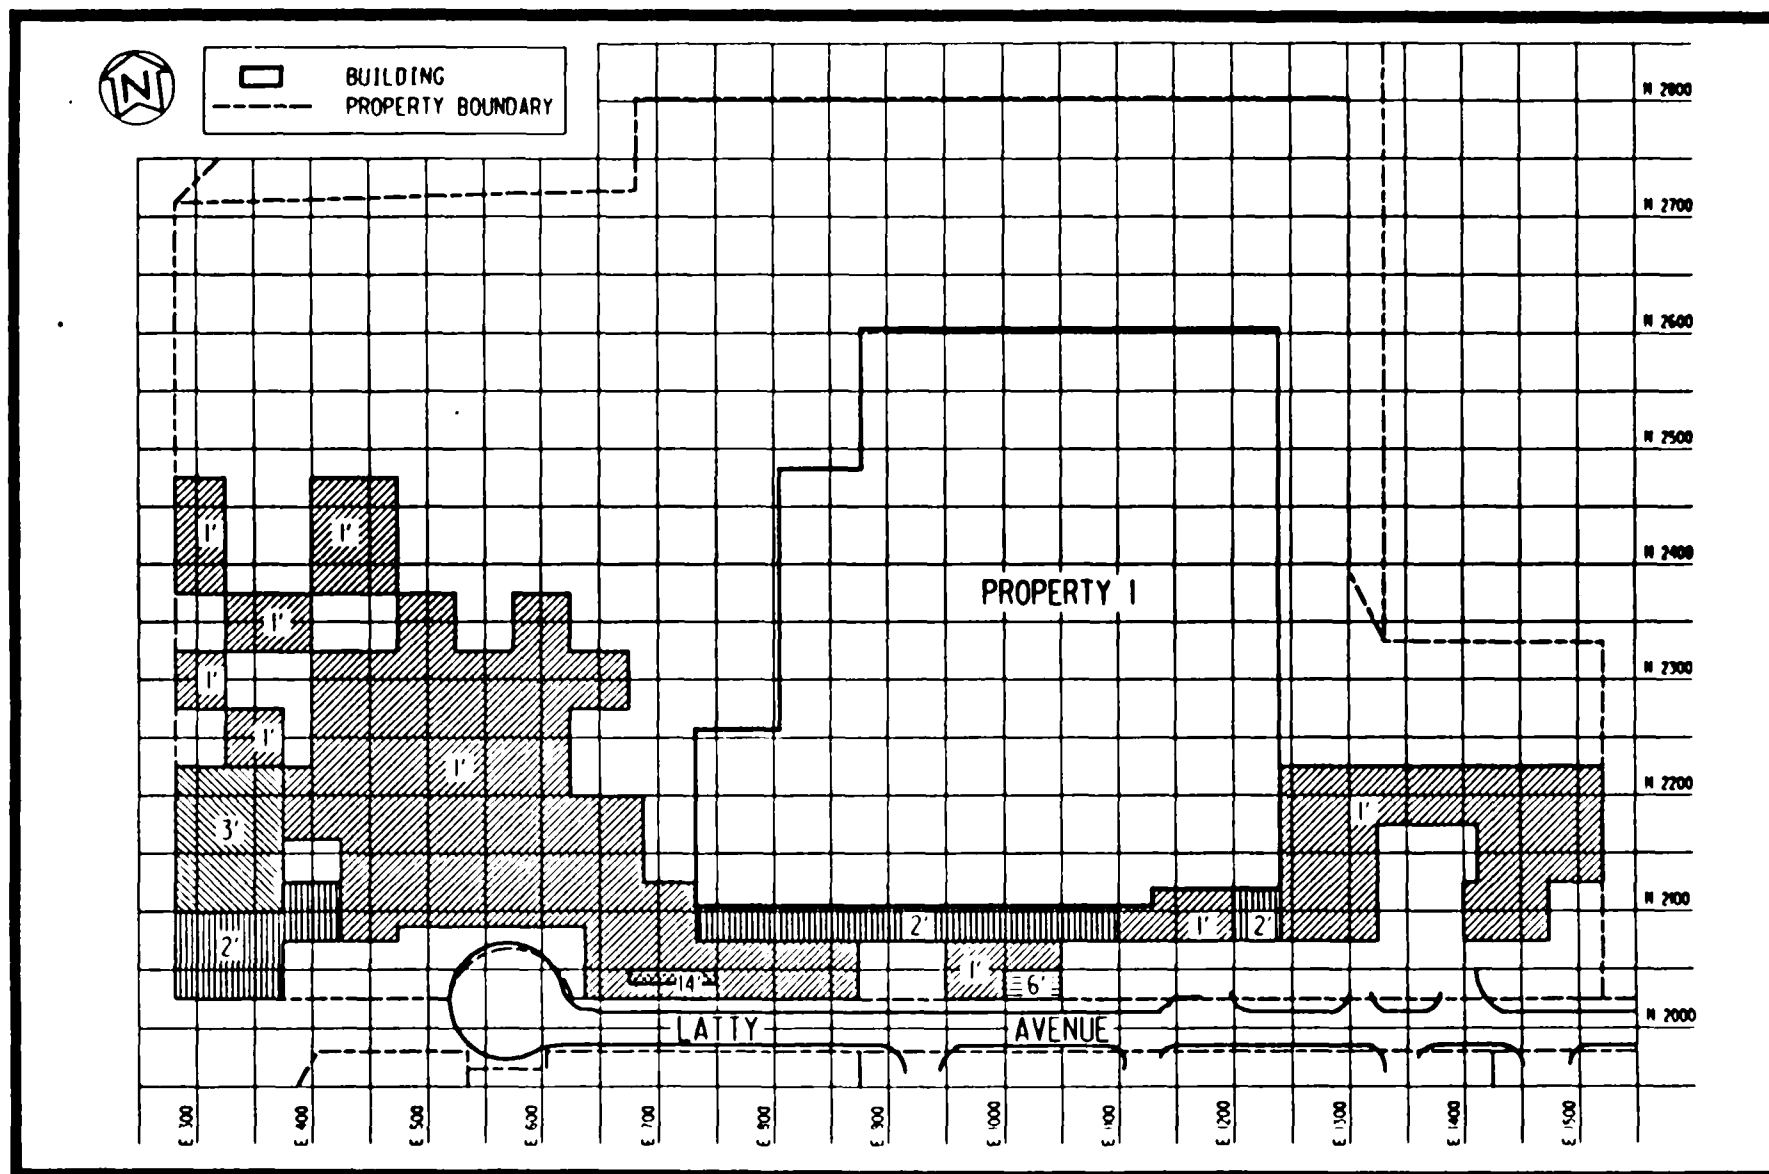 N
BUILDING
PROPERTY BOUNDARY
N 2800
N 2700
N 2600
N 2500
1'
1'
N 2400
PROPERTY 1
1'
1'
N 2300
1'
1'
N 2200
1'
3'
N 2100
2'
2'
1'
2'
1'
14'
6'
LATTY AVENUE
N 2000
E 300
E 400
E 500
E 600
E 700
E 800
E 900
E 1000
E 1100
E 1200
E 1300
E 1400
E 1500